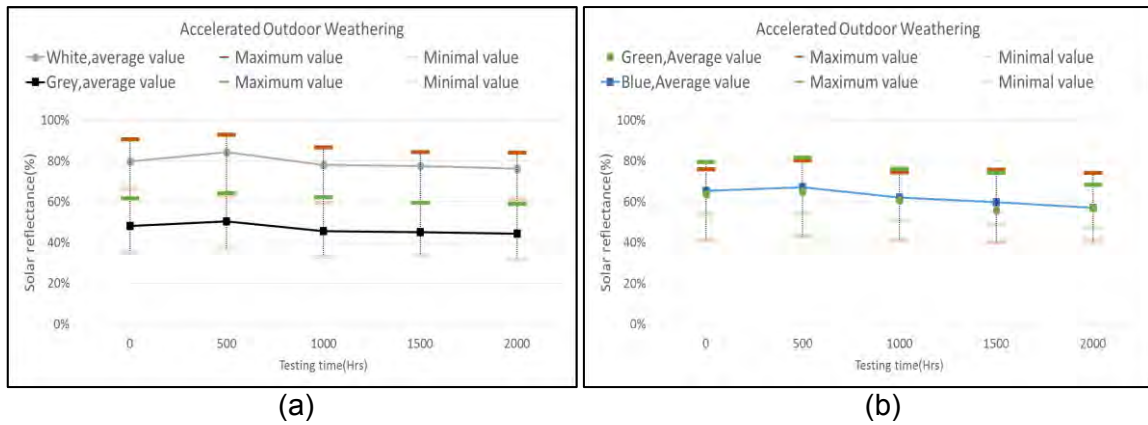 Accelerated Outdoor Weathering
White,average value Maximum value Minimal value
Grey,average value Maximum value Minimal value
100%
80%
60%
40%
20%
0%
Solar reflectance(%)
0 500 1000 1500 2000
Testing time(Hrs)
(a)
Accelerated Outdoor Weathering
Green,Average value Maximum value Minimal value
Blue,Average value Maximum value Minimal value
100%
80%
60%
40%
20%
0%
Solar reflectance(%)
0 500 1000 1500 2000
Testing time(Hrs)
(b)